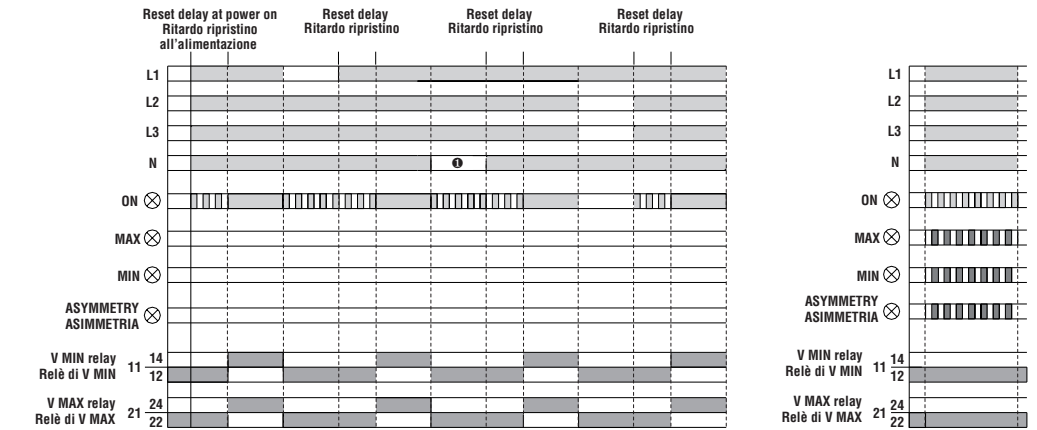 Reset delay at power on
Ritardo ripristino
all'alimentazione
Reset delay
Ritardo ripristino
Reset delay
Ritardo ripristino
Reset delay
Ritardo ripristino
L1
L2
L3
N
❶
ON
MAX
MIN
ASYMMETRY
ASIMMETRIA
V MIN relay
Relè di V MIN
11
14
12
V MAX relay
Relè di V MAX
21
24
22
L1
L2
L3
N
ON
MAX
MIN
ASYMMETRY
ASIMMETRIA
V MIN relay
Relè di V MIN
11
14
12
V MAX relay
Relè di V MAX
21
24
22